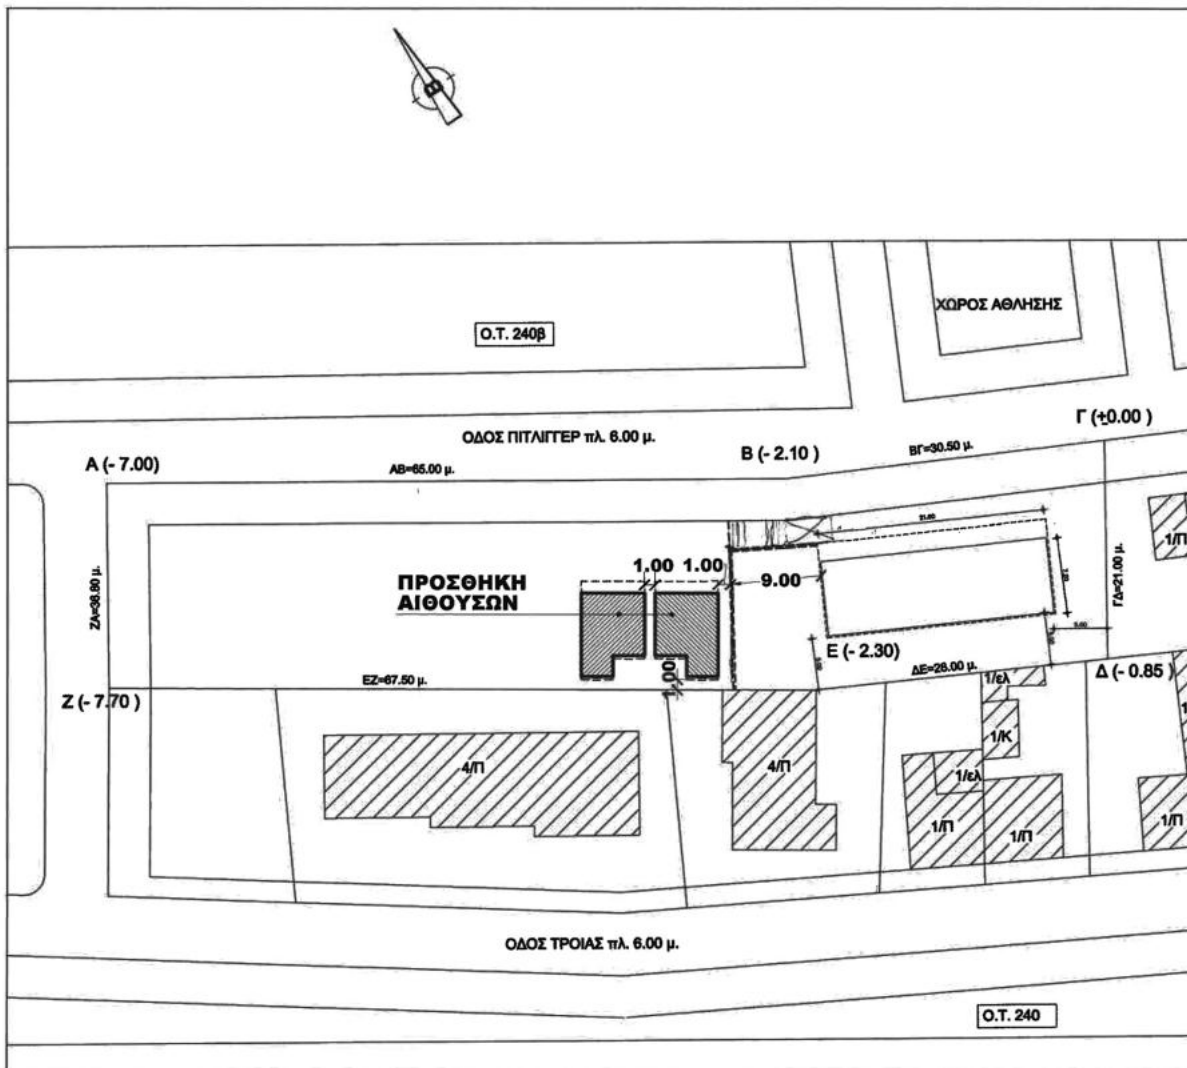 ΧΩΡΟΣ ΑΘΛΗΣΗΣ
Ο.Τ. 240β
Γ (±0.00 )
ΟΔΟΣ ΠΙΤΛΙΓΓΕΡ πλ. 6.00 μ.
Β (- 2.10 )
ΒΓ=30.50 μ.
Α (- 7.00)
ΑΒ=65.00 μ.
1/Π
1.00
1.00
9.00
ΠΡΟΣΘΗΚΗ
ΑΙΘΟΥΣΩΝ
ΖΑ=36.80 μ.
ΓΔ=21.00 μ.
Ε (- 2.30)
ΔΕ=26.00 μ.
Δ (- 0.85 )
1.00
ΕΖ=67.50 μ.
Ζ (- 7.70 )
1/ελ
1/Κ
4/Π
4/Π
1/ελ
1/Π
1/Π
1/Π
ΟΔΟΣ ΤΡΟΙΑΣ πλ. 6.00 μ.
Ο.Τ. 240